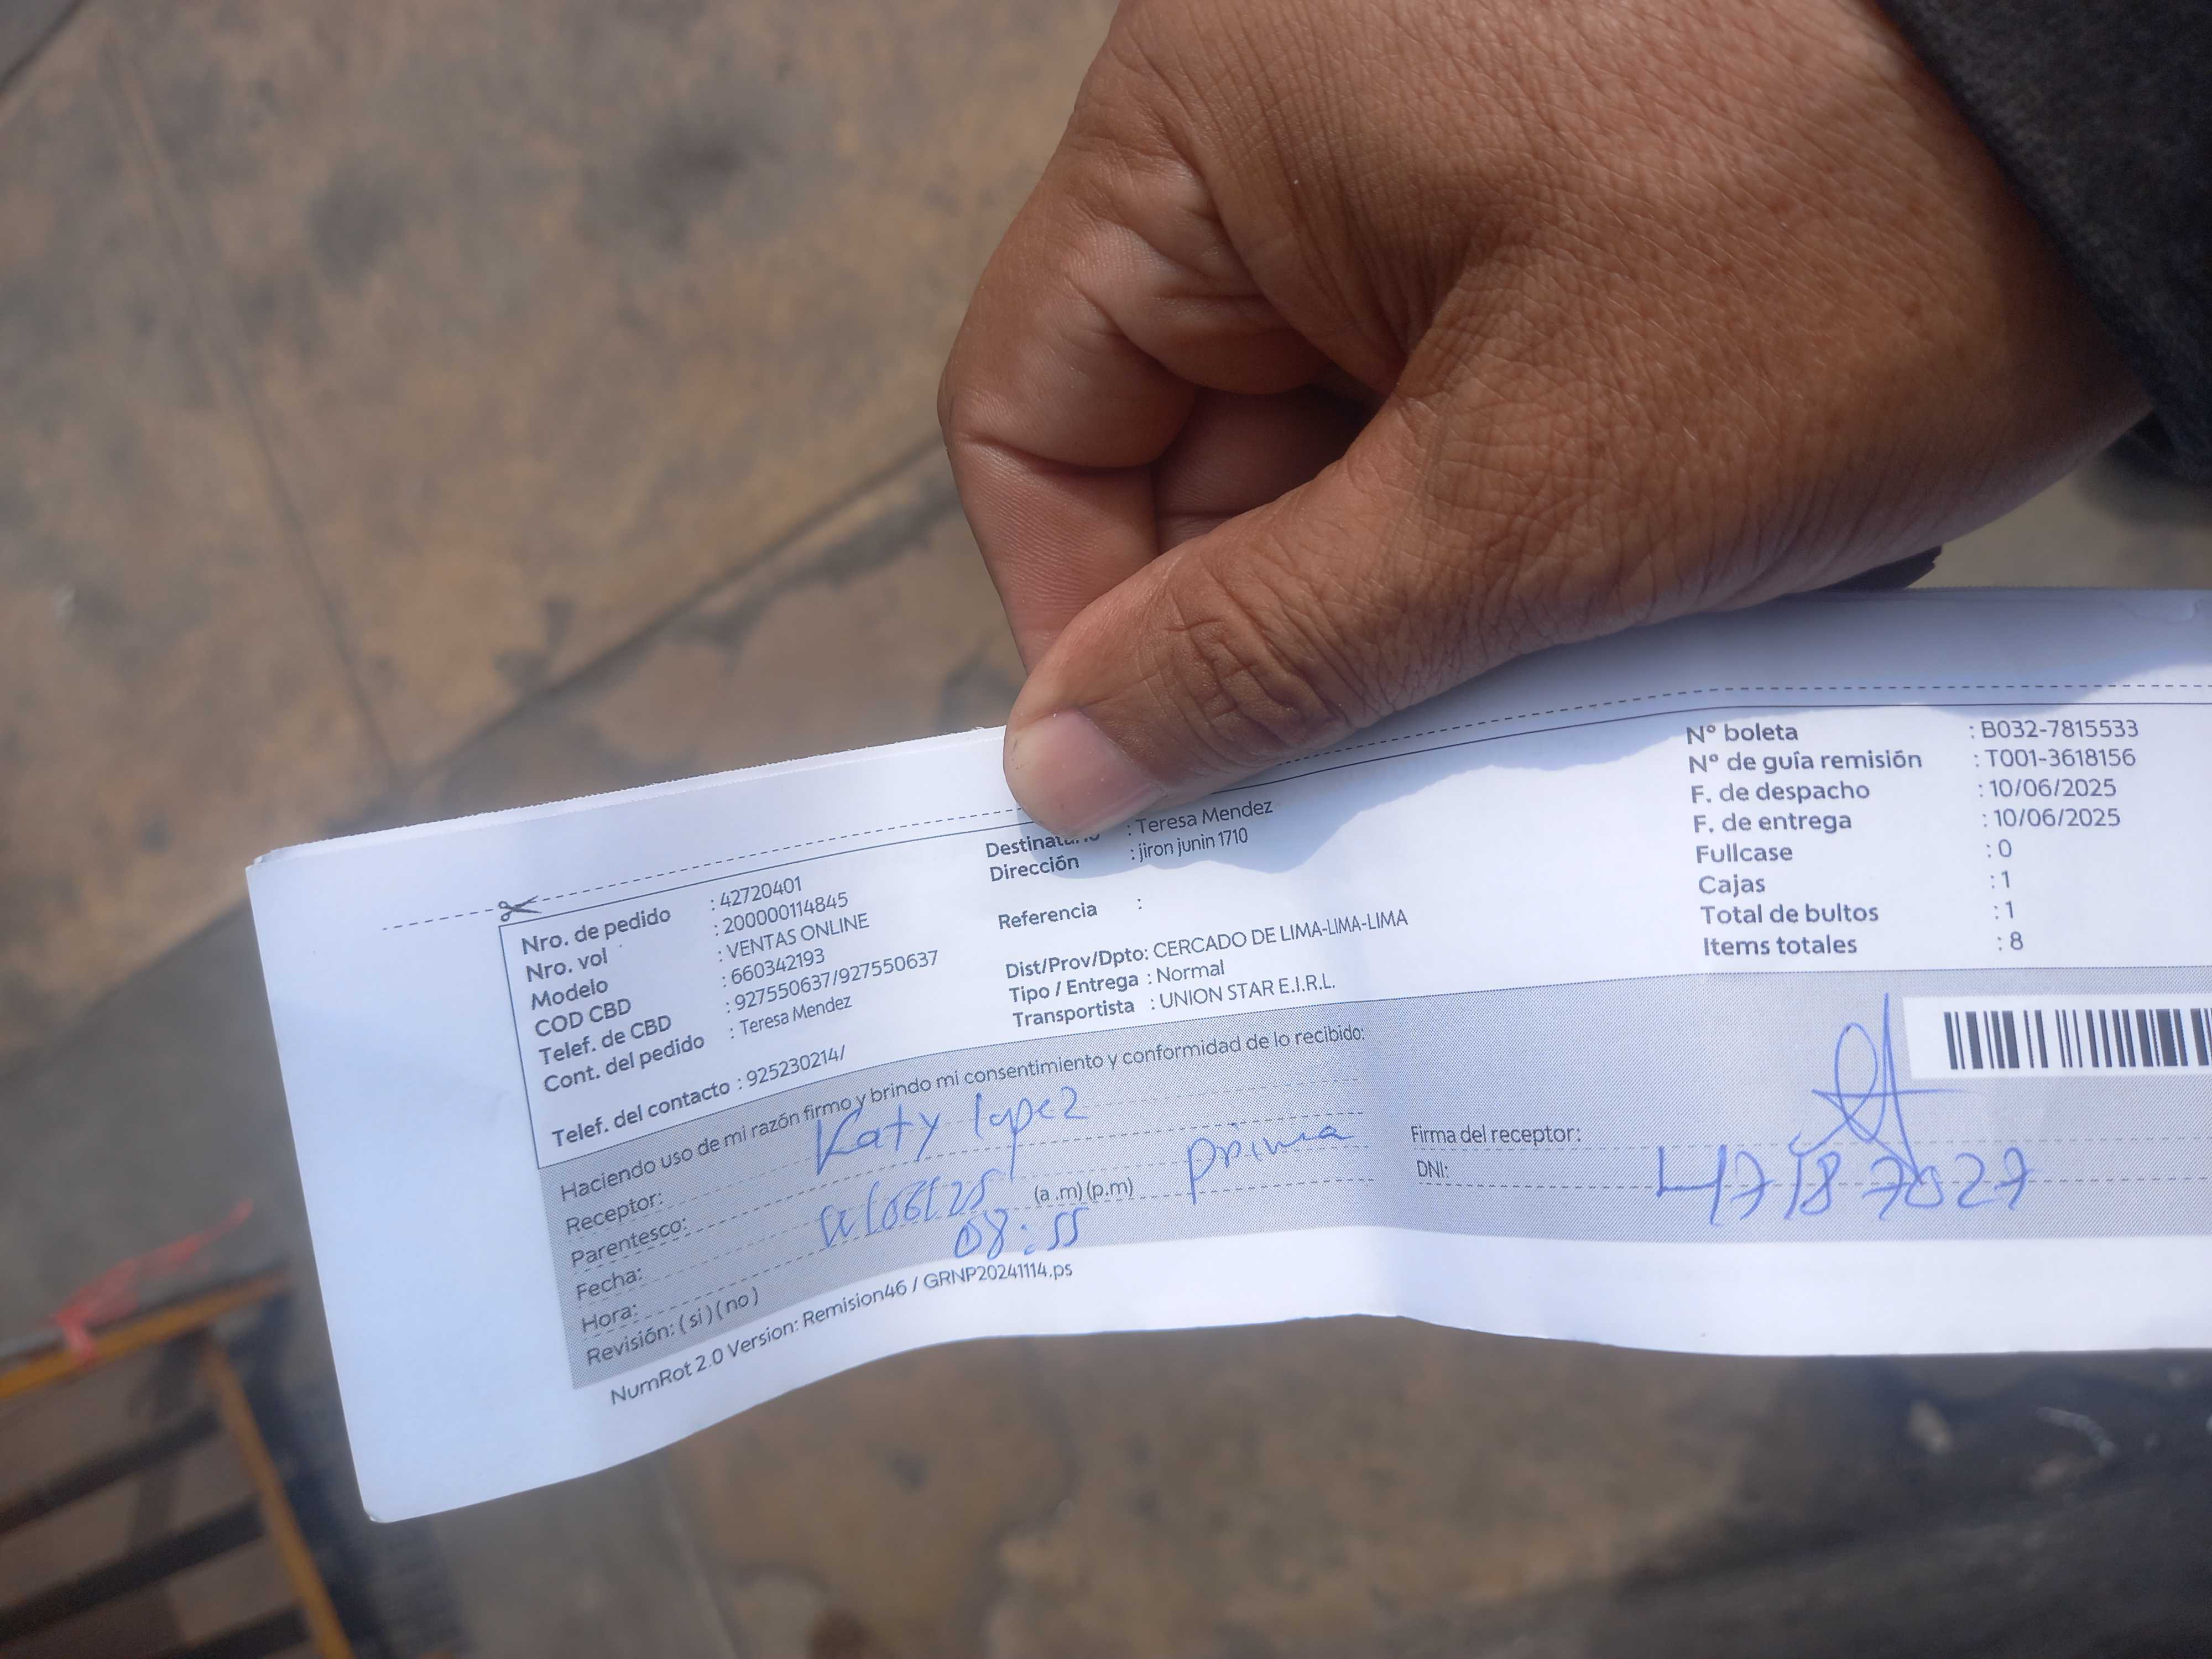 Nro. de pedido : 42720401
Nro. vol : 200000114845
Modelo : VENTAS ONLINE
COD CBD : 660342193
Telef. de CBD : 927550637/927550637
Cont. del pedido : Teresa Mendez
Telef. del contacto : 925230214/
: Teresa Mendez
Dirección : jiron junin 1710
Referencia :
Dist/Prov/Dpto: CERCADO DE LIMA-LIMA-LIMA
Tipo / Entrega : Normal
Transportista : UNION STAR E.I.R.L.
Nº boleta : B032-7815533
Nº de guía remisión : T001-3618156
F. de despacho : 10/06/2025
F. de entrega : 10/06/2025
Fullcase : 0
Cajas : 1
Total de bultos : 1
Items totales : 8
Haciendo uso de mi razón firmo y brindo mi consentimiento y conformidad de lo recibido:
Receptor: Katy lopez
Parentesco: prima
Fecha:
Hora: 08:55 (a .m) (p.m)
Revisión: ( si ) ( no )
Firma del receptor:
DNI: 47187027
NumRot 2.0 Version: Remision46 / GRNP20241114.ps